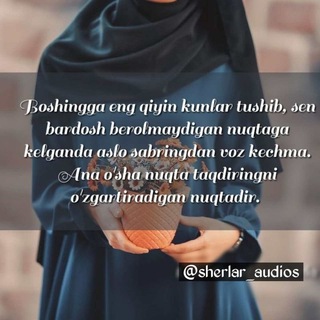 Boshingga eng qiyin kunlar tushib, sen
bardosh berolmaydigan nuqtaga
kelganda aslo sabringdan voz kechma.
Ana o'sha nuqta taqdiringni
o'zgartiradigan nuqtadir.
@sherlar_audios